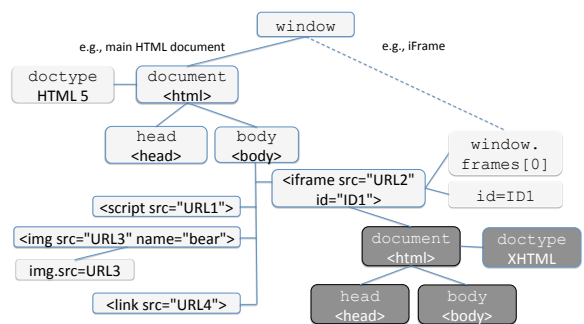 window
e.g., main HTML document
e.g., iFrame
doctype
HTML 5
document
<html>
head
<head>
body
<body>
window.
frames[0]
<iframe src="URL2"
id="ID1">
id=ID1
<script src="URL1">
<img src="URL3" name="bear">
img.src=URL3
<link src="URL4">
document
<html>
doctype
XHTML
head
<head>
body
<body>